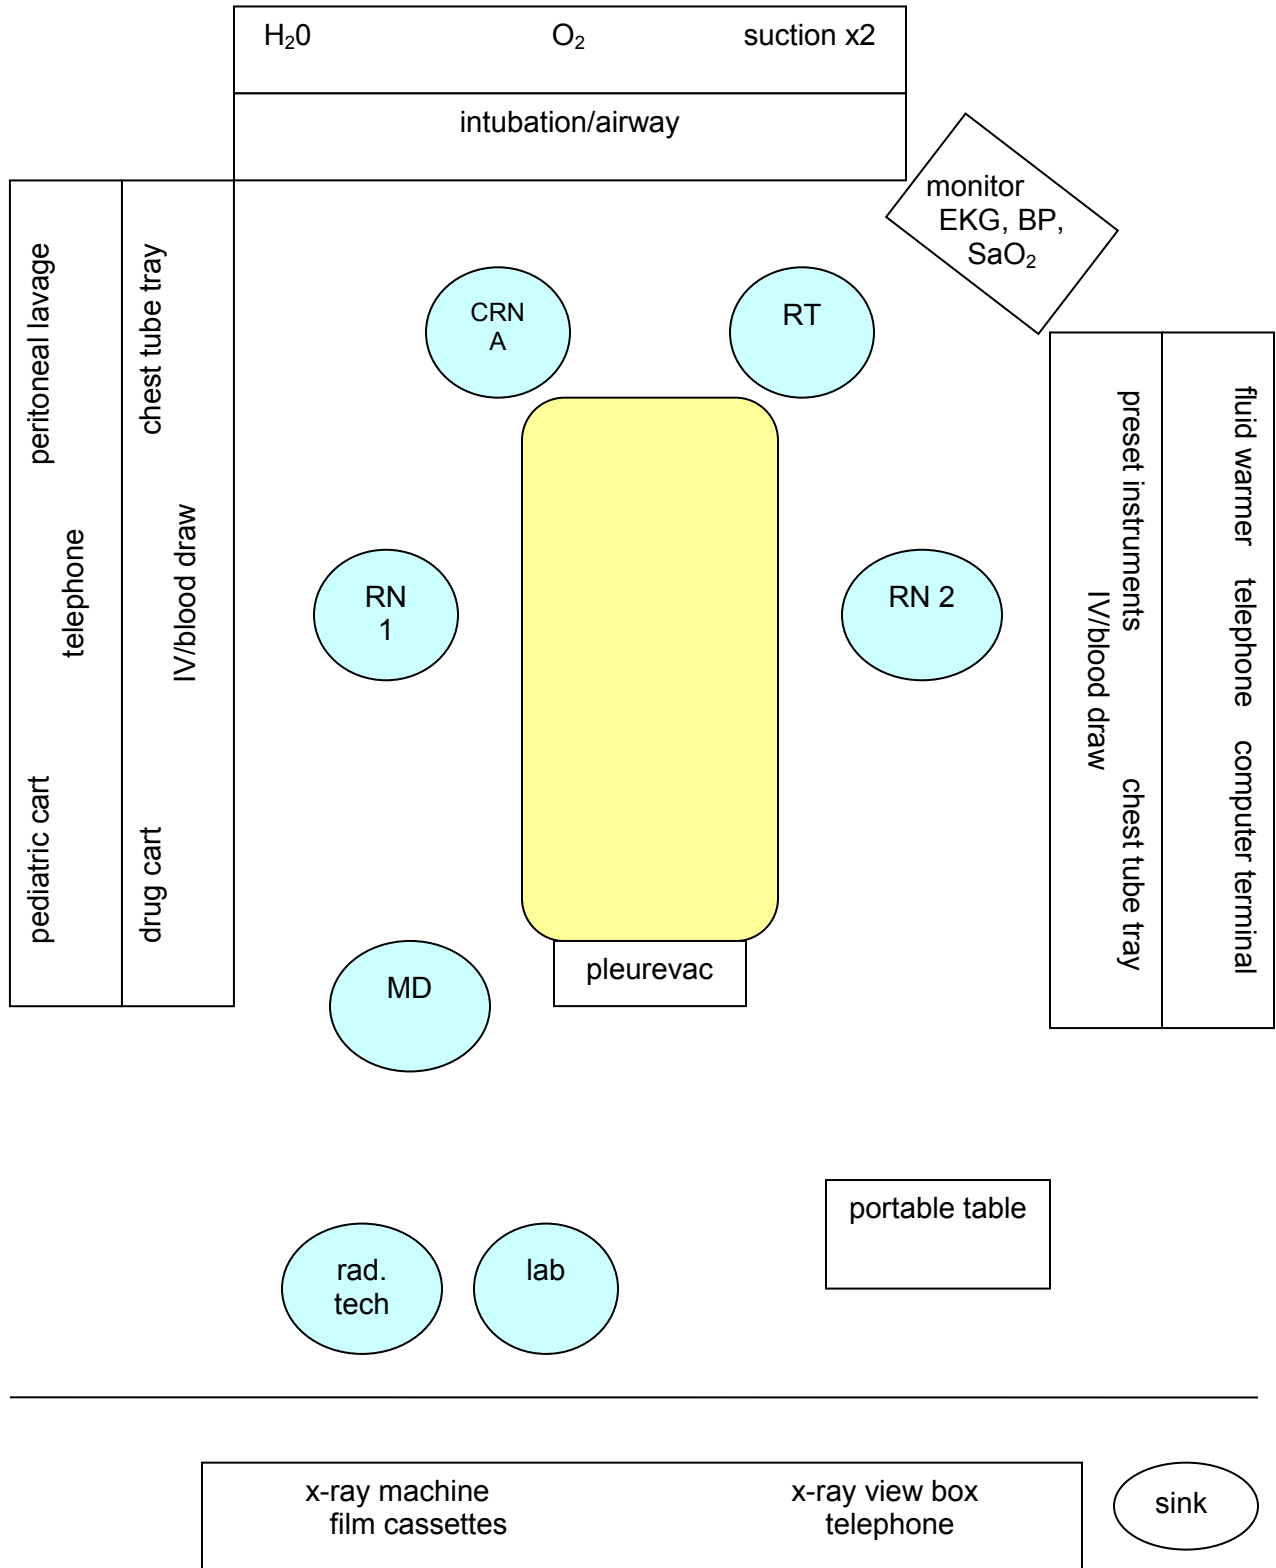 H₂0 O₂ suction x2
intubation/airway
monitor
EKG, BP,
SaO₂
peritoneal lavage
telephone
pediatric cart
chest tube tray
IV/blood draw
drug cart
CRN
A
RT
RN
1
RN 2
preset instruments
IV/blood draw
chest tube tray
fluid warmer telephone computer terminal
MD
pleurevac
portable table
rad.
tech
lab
x-ray machine
film cassettes
x-ray view box
telephone
sink